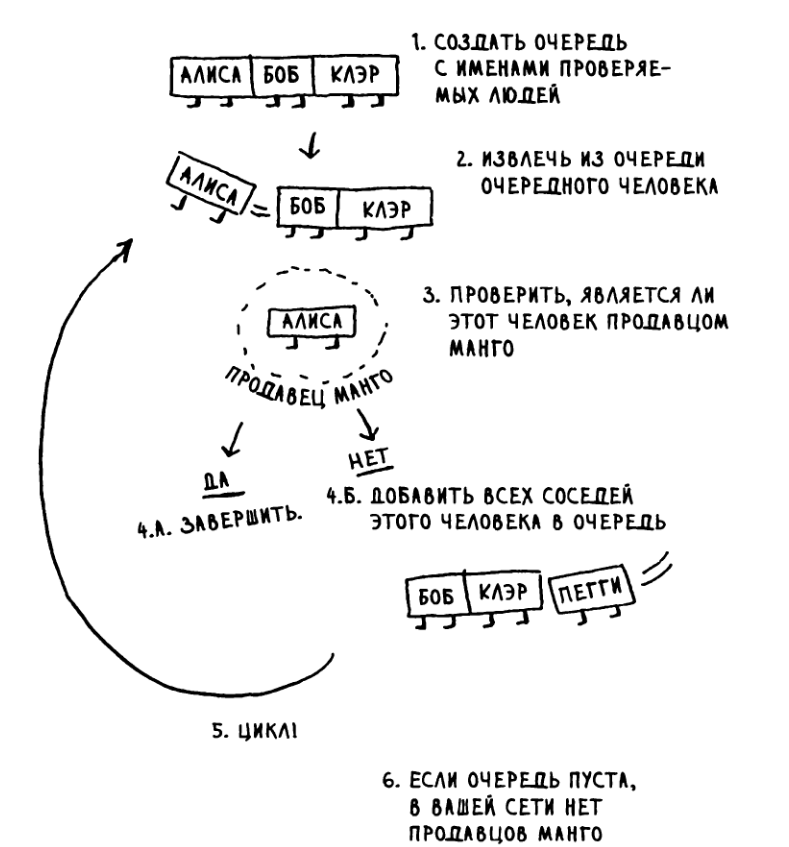 1. СОЗДАТЬ ОЧЕРЕДЬ
С ИМЕНАМИ ПРОВЕРЯЕ-
МЫХ ЛЮДЕЙ
АЛИСА БОБ КЛЭР
2. ИЗВЛЕЧЬ ИЗ ОЧЕРЕДИ
ОЧЕРЕДНОГО ЧЕЛОВЕКА
АЛИСА БОБ КЛЭР
3. ПРОВЕРИТЬ, ЯВЛЯЕТСЯ ЛИ
ЭТОТ ЧЕЛОВЕК ПРОДАВЦОМ
МАНГО
АЛИСА
ПРОДАВЕЦ МАНГО
ДА
4.А. ЗАВЕРШИТЬ.
НЕТ
4.Б. ДОБАВИТЬ ВСЕХ СОСЕДЕЙ
ЭТОГО ЧЕЛОВЕКА В ОЧЕРЕДЬ
БОБ КЛЭР ПЕГГИ
5. ЦИКЛ!
6. ЕСЛИ ОЧЕРЕДЬ ПУСТА,
В ВАШЕЙ СЕТИ НЕТ
ПРОДАВЦОВ МАНГО